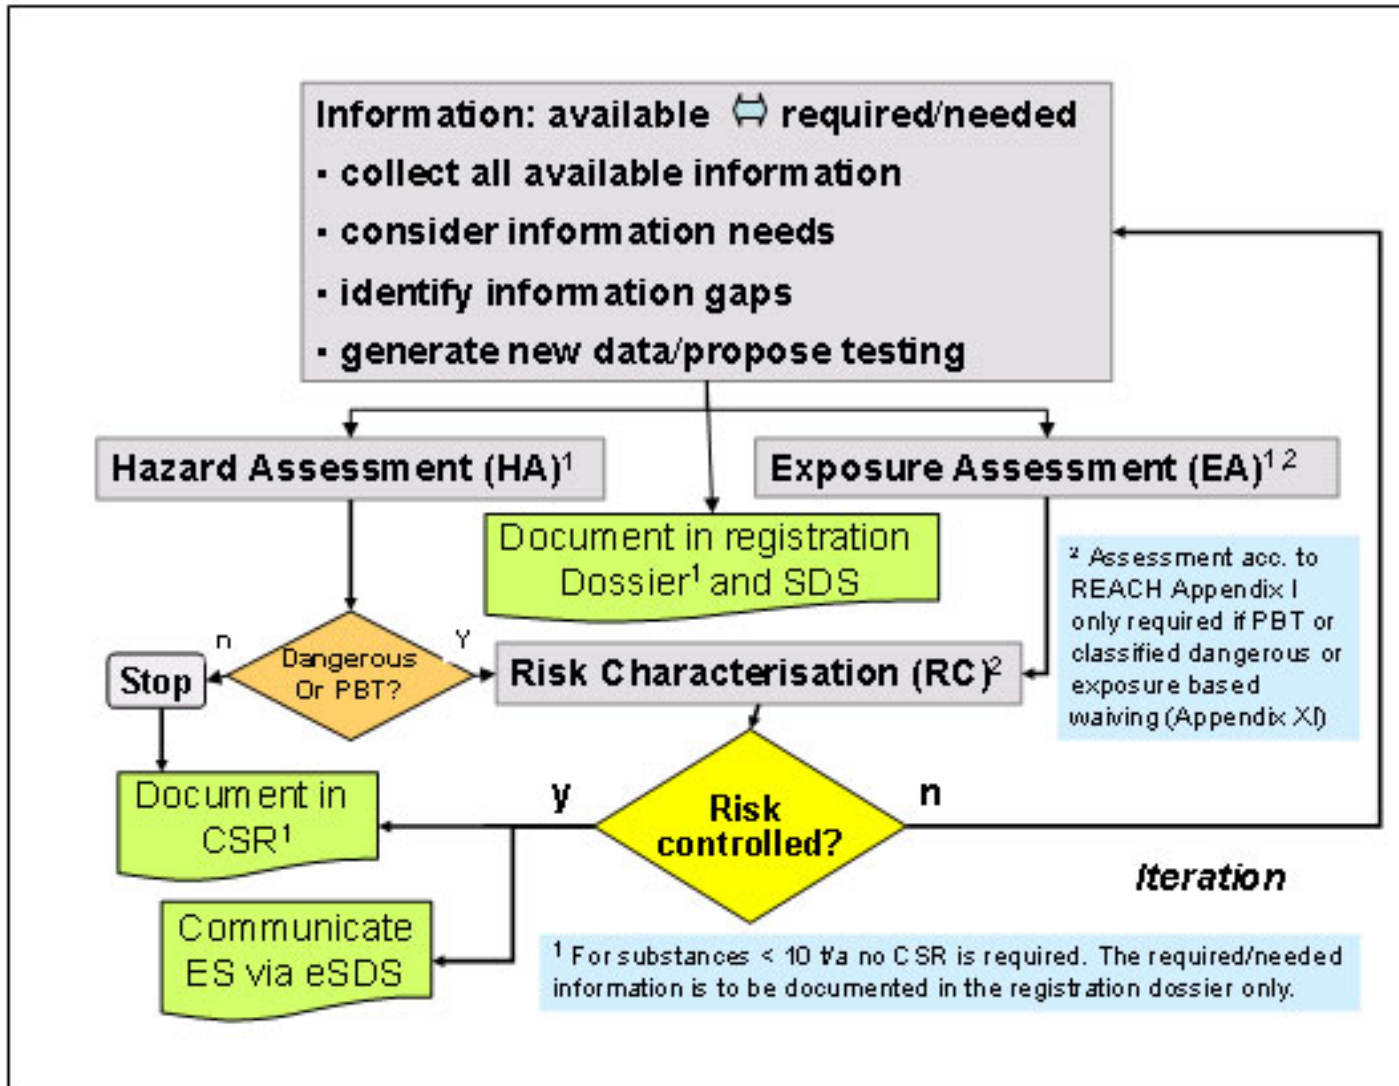 Information: available ⇔ required/needed
▪ collect all available information
▪ consider information needs
▪ identify information gaps
▪ generate new data/propose testing
Hazard Assessment (HA)¹
Exposure Assessment (EA)¹ ²
Document in registration
Dossier¹ and SDS
² Assessment acc. to
REACH Appendix I
only required if PBT or
classified dangerous or
exposure based
waiving (Appendix XI)
n
Y
Stop
Dangerous
Or PBT?
Risk Characterisation (RC)²
Document in
CSR¹
y
n
Risk
controlled?
Iteration
Communicate
ES via eSDS
¹ For substances < 10 t/a no CSR is required. The required/needed
information is to be documented in the registration dossier only.